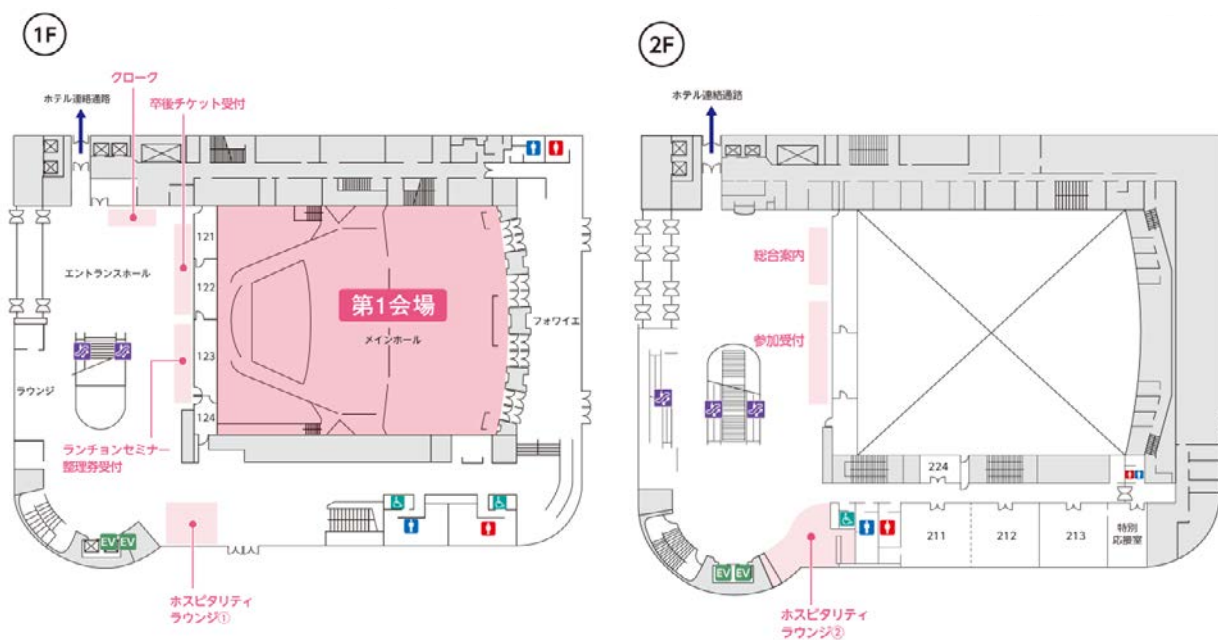 1F
クローク
ホテル連絡通路
卒後チケット受付
121
エントランスホール
122
第1会場
メインホール
フォワイエ
123
ラウンジ
124
ランチョンセミナー
整理券受付
EV EV
ホスピタリティ
ラウンジ①
2F
ホテル連絡通路
総合案内
参加受付
224
211
212
213
特別
応接室
EV EV
ホスピタリティ
ラウンジ②